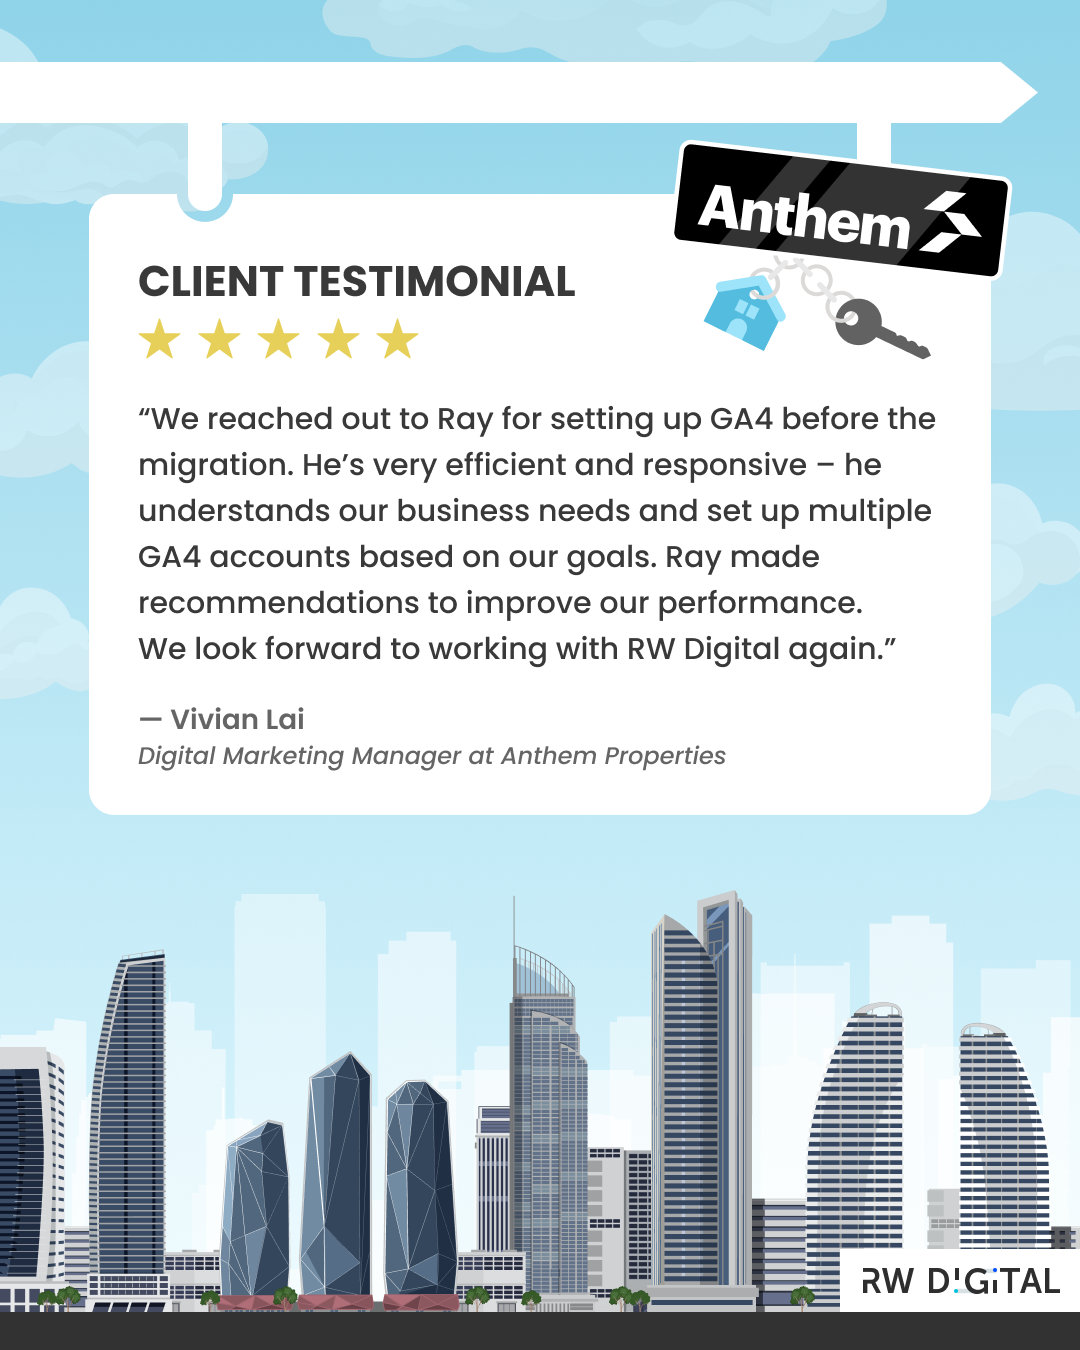 Anthem
CLIENT TESTIMONIAL
“We reached out to Ray for setting up GA4 before the
migration. He’s very efficient and responsive – he
understands our business needs and set up multiple
GA4 accounts based on our goals. Ray made
recommendations to improve our performance.
We look forward to working with RW Digital again.”
— Vivian Lai
Digital Marketing Manager at Anthem Properties
RW DIGITAL